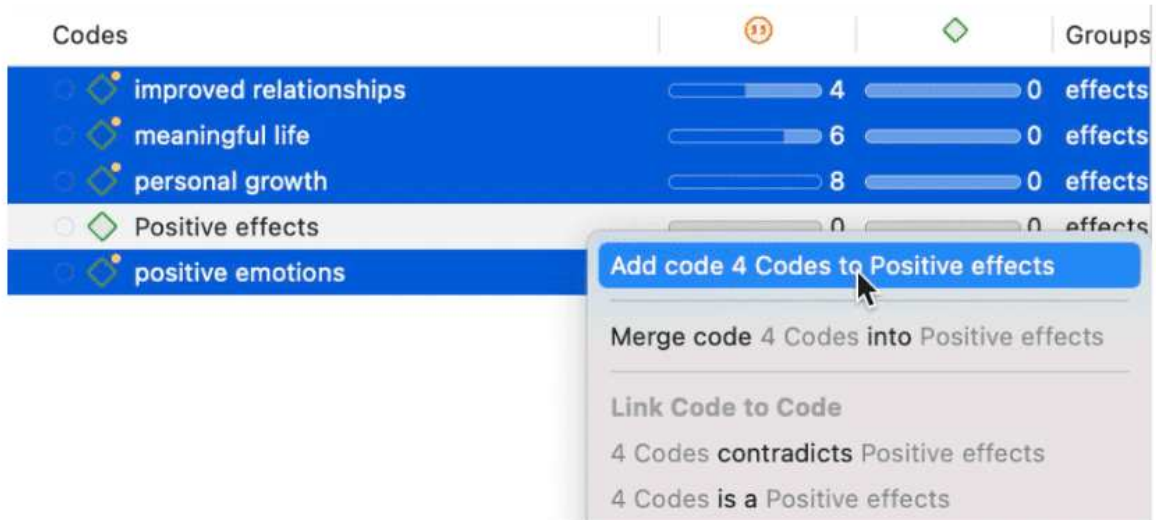 Codes Groups
improved relationships 4 0 effects
meaningful life 6 0 effects
personal growth 8 0 effects
Positive effects 0 0 effects
positive emotions
Add code 4 Codes to Positive effects
Merge code 4 Codes into Positive effects
Link Code to Code
4 Codes contradicts Positive effects
4 Codes is a Positive effects